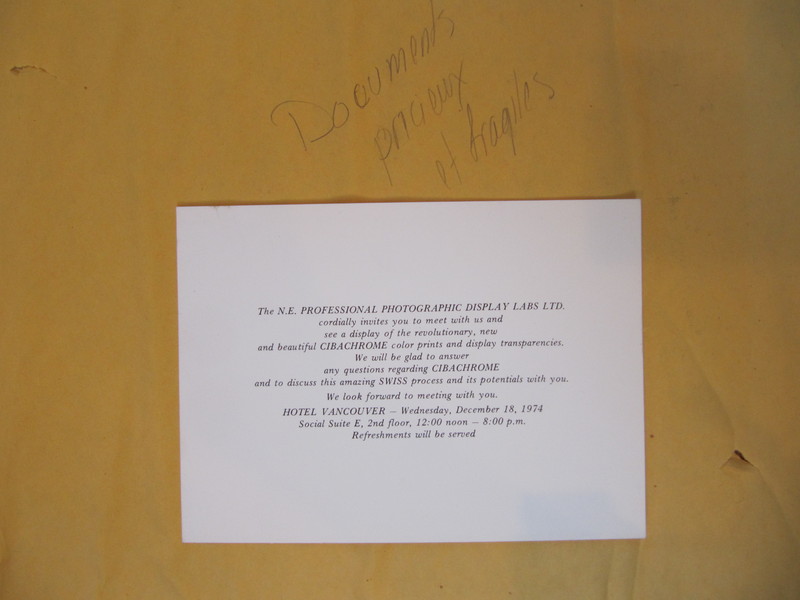 Documents
précieux
et fragiles
The N.E. PROFESSIONAL PHOTOGRAPHIC DISPLAY LABS LTD.
cordially invites you to meet with us and
see a display of the revolutionary, new
and beautiful CIBACHROME color prints and display transparencies.
We will be glad to answer
any questions regarding CIBACHROME
and to discuss this amazing SWISS process and its potentials with you.
We look forward to meeting with you.
HOTEL VANCOUVER – Wednesday, December 18, 1974
Social Suite E, 2nd floor, 12:00 noon – 8:00 p.m.
Refreshments will be served